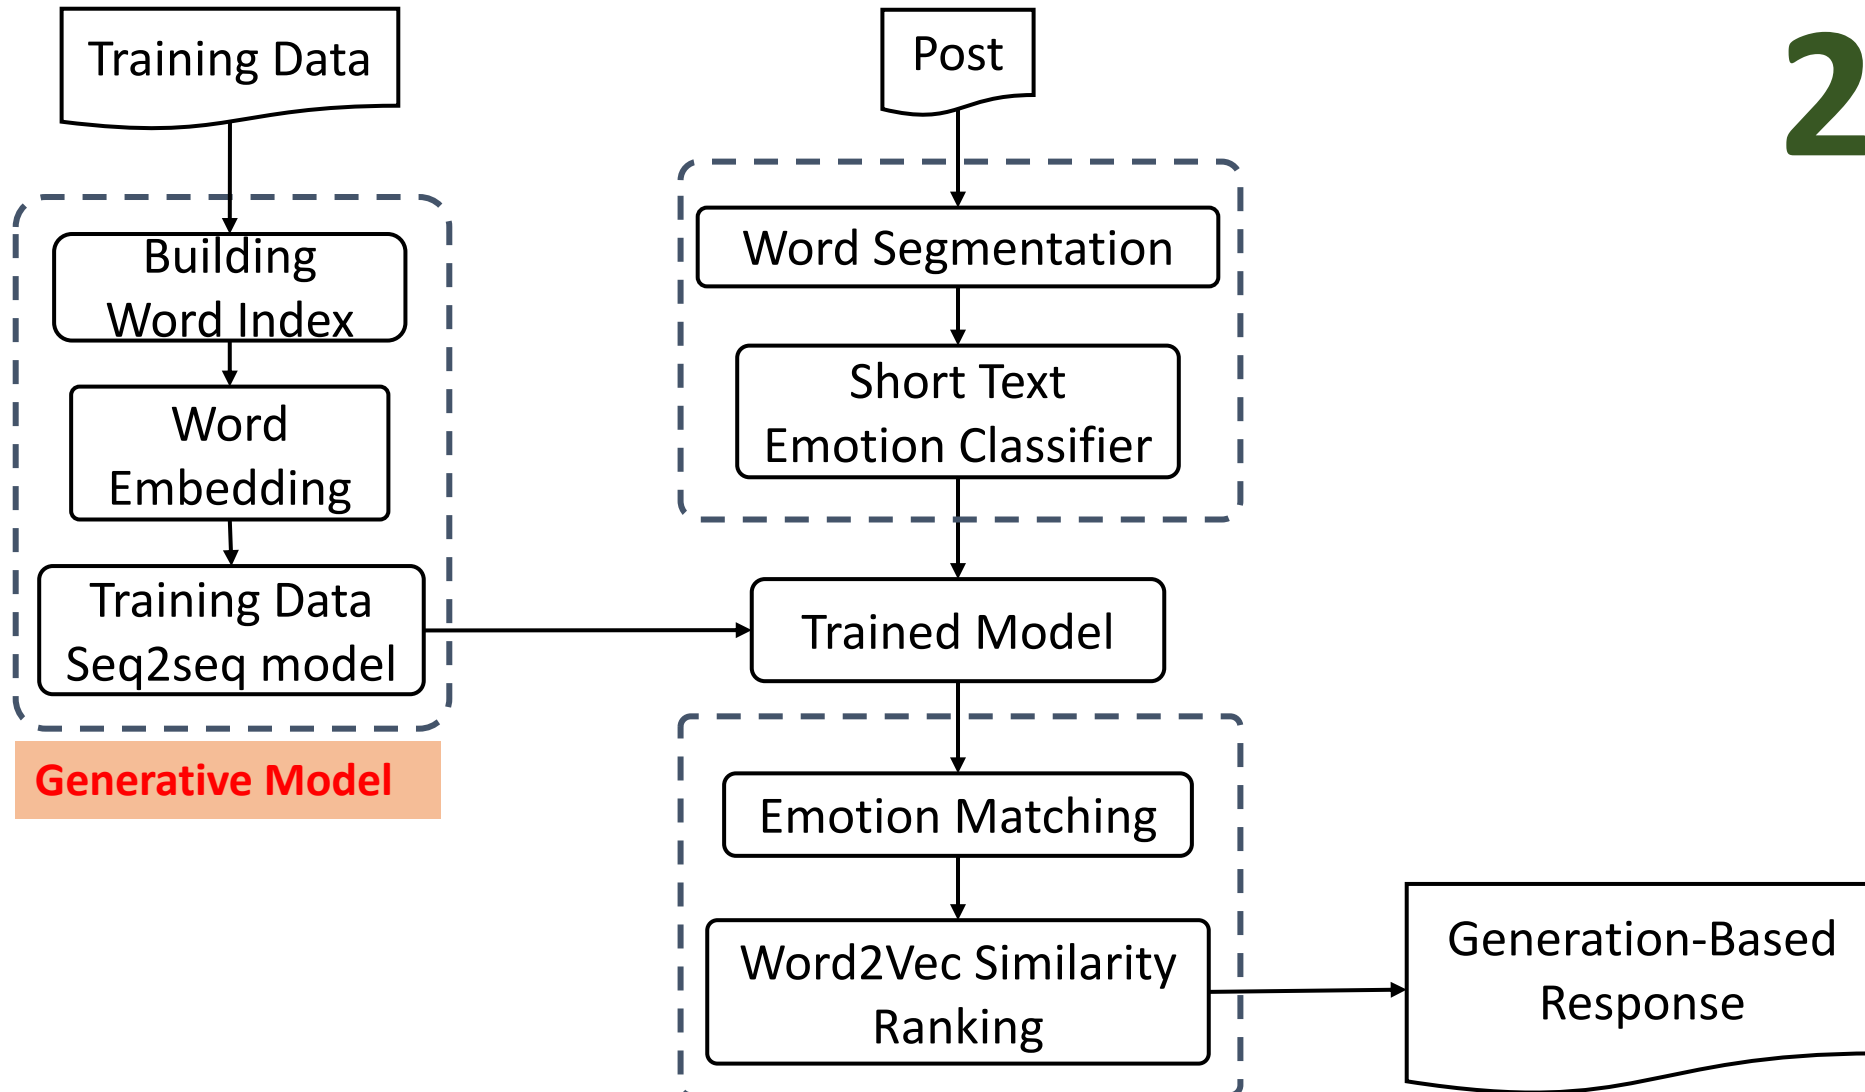 Training Data
Post
2
Building
Word Index
Word
Embedding
Training Data
Seq2seq model
Generative Model
Word Segmentation
Short Text
Emotion Classifier
Trained Model
Emotion Matching
Word2Vec Similarity
Ranking
Generation-Based
Response